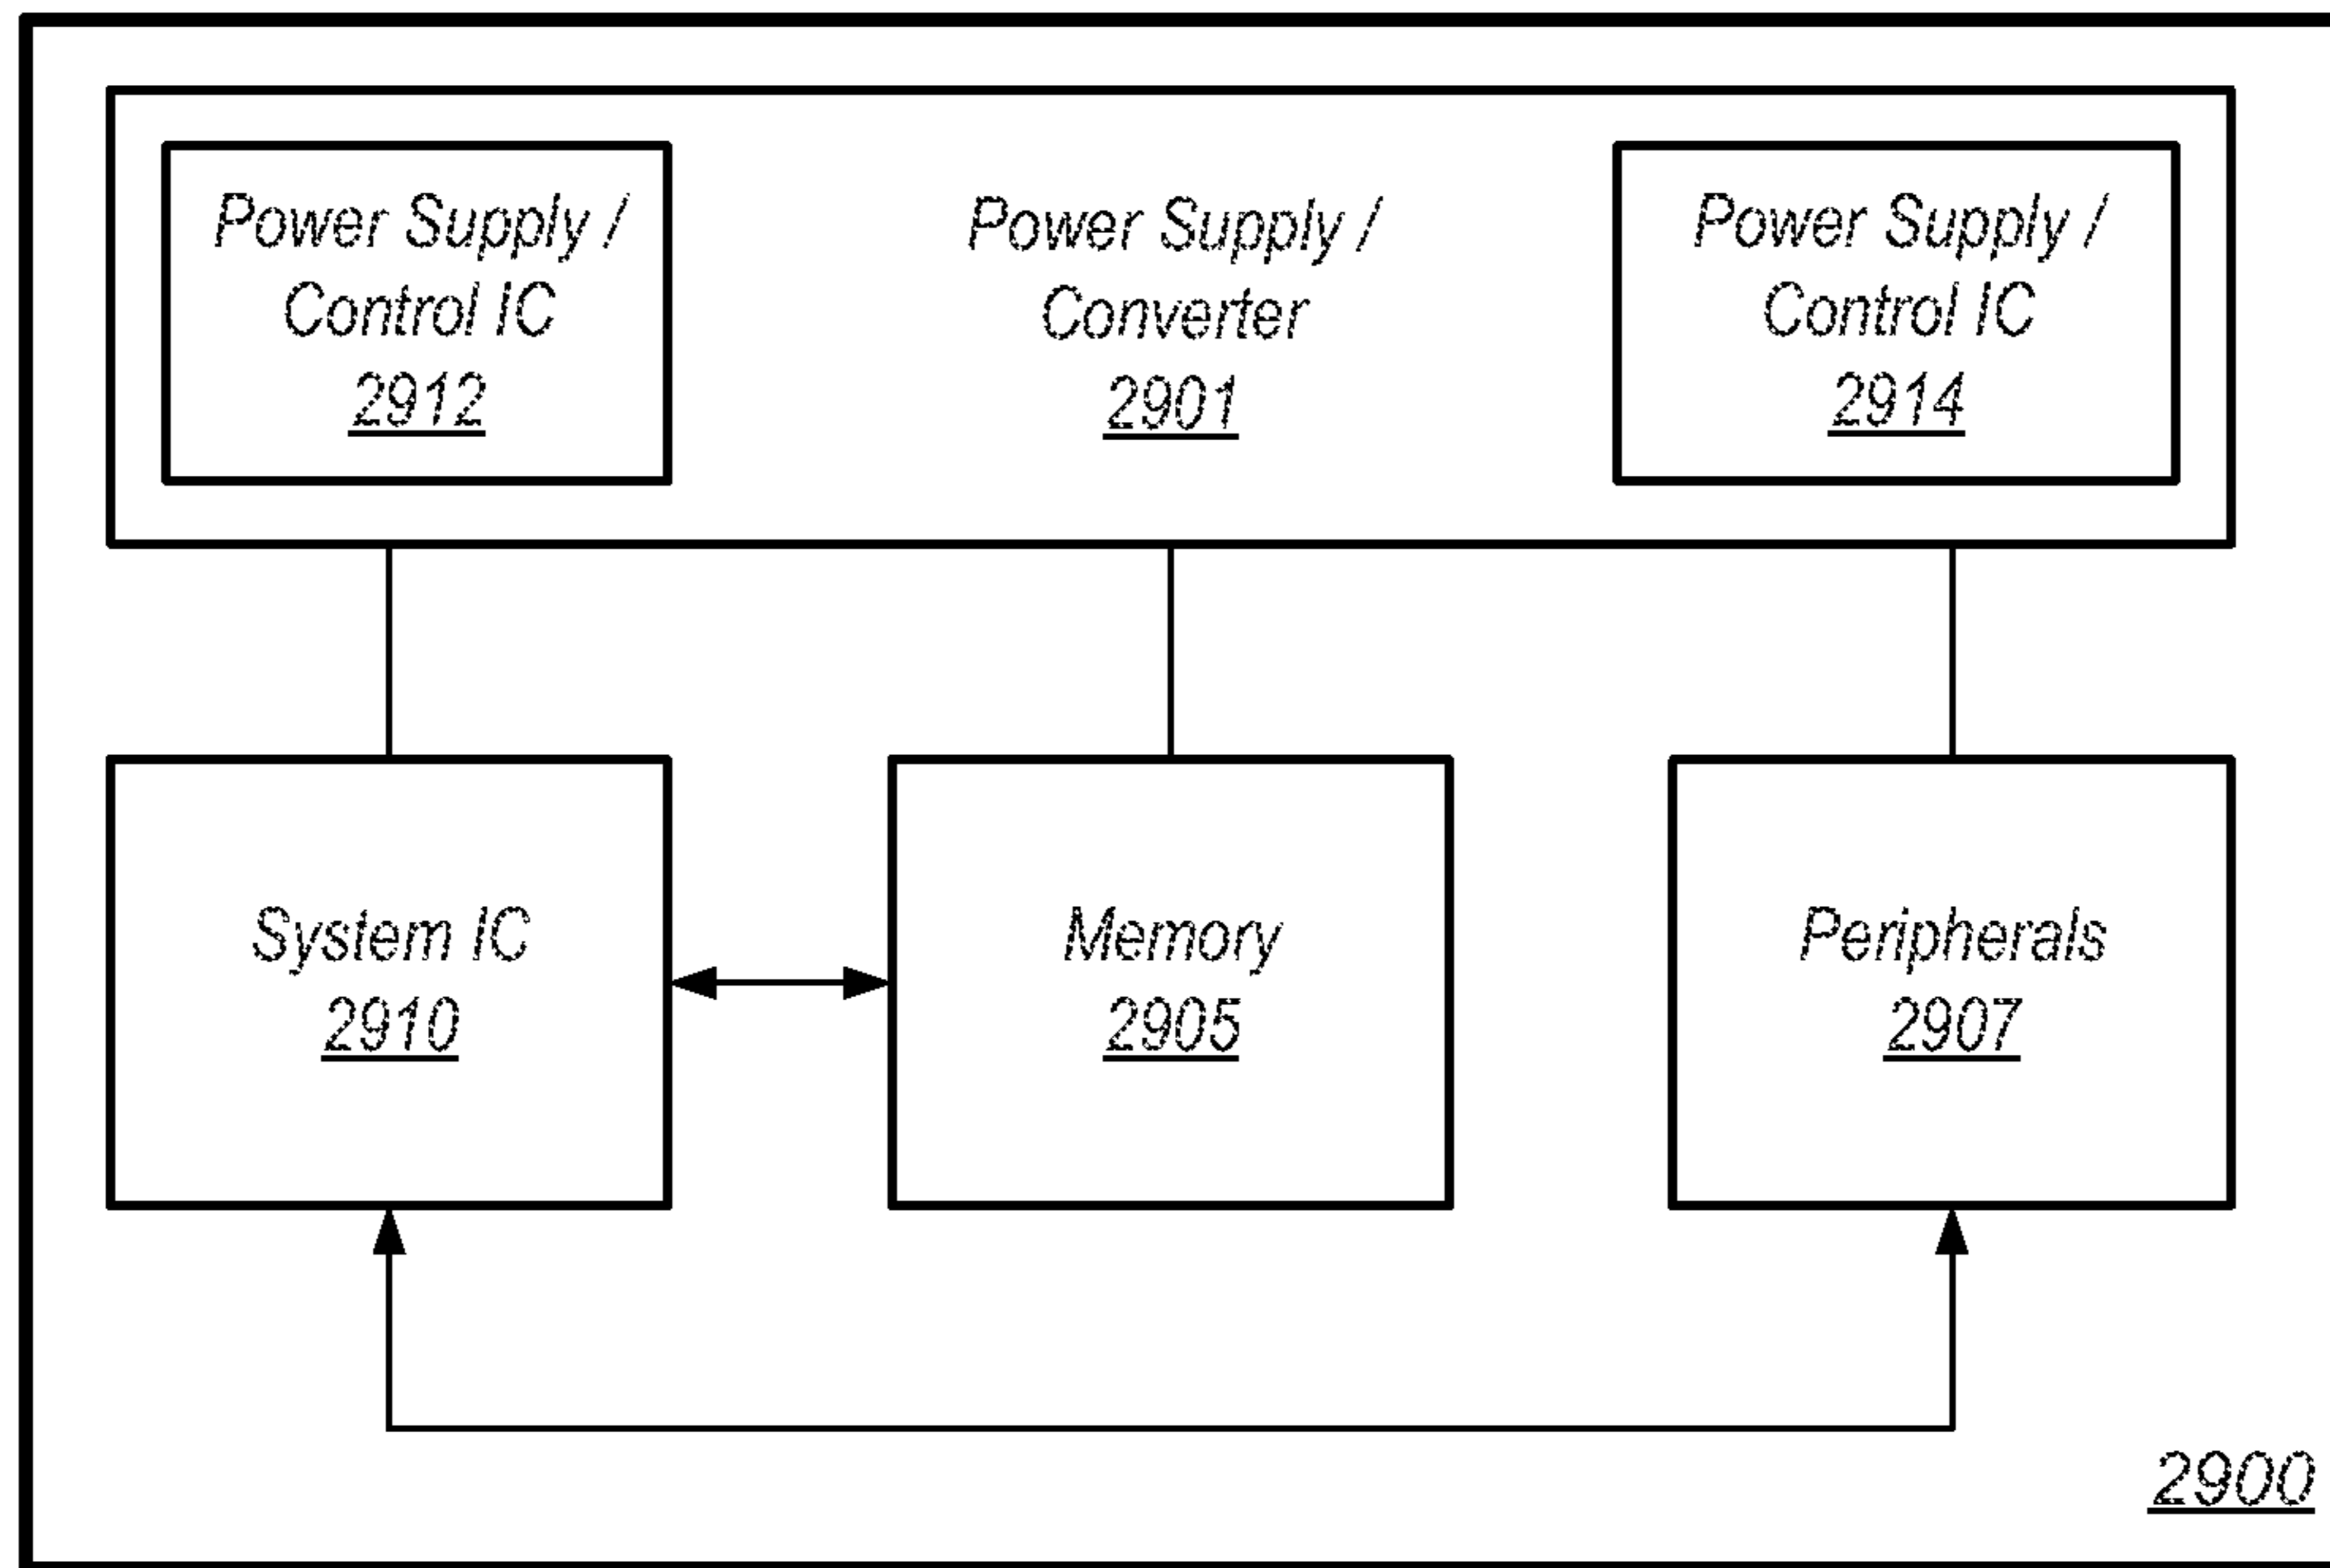 Power Supply /
Control IC
2912
Power Supply /
Converter
2901
Power Supply /
Control IC
2914
System IC
2910
Memory
2905
Peripherals
2907
2900